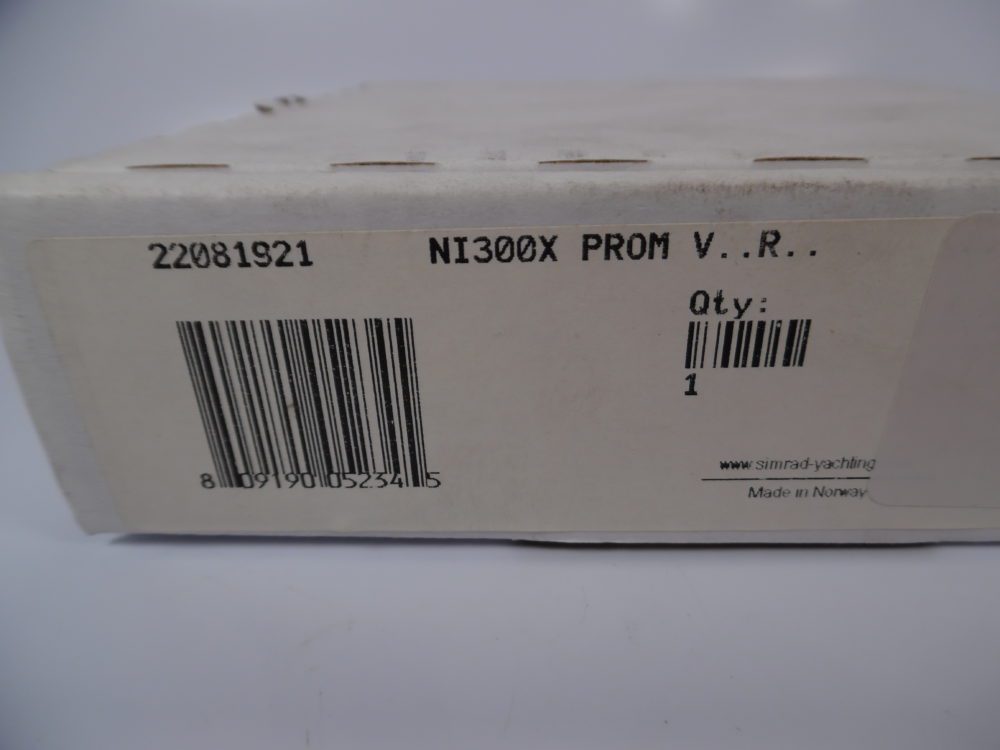 22081921 NI300X PROM V..R..
Qty:
1
8 09190 05234 5
www.simrad-yachting
Made in Norway